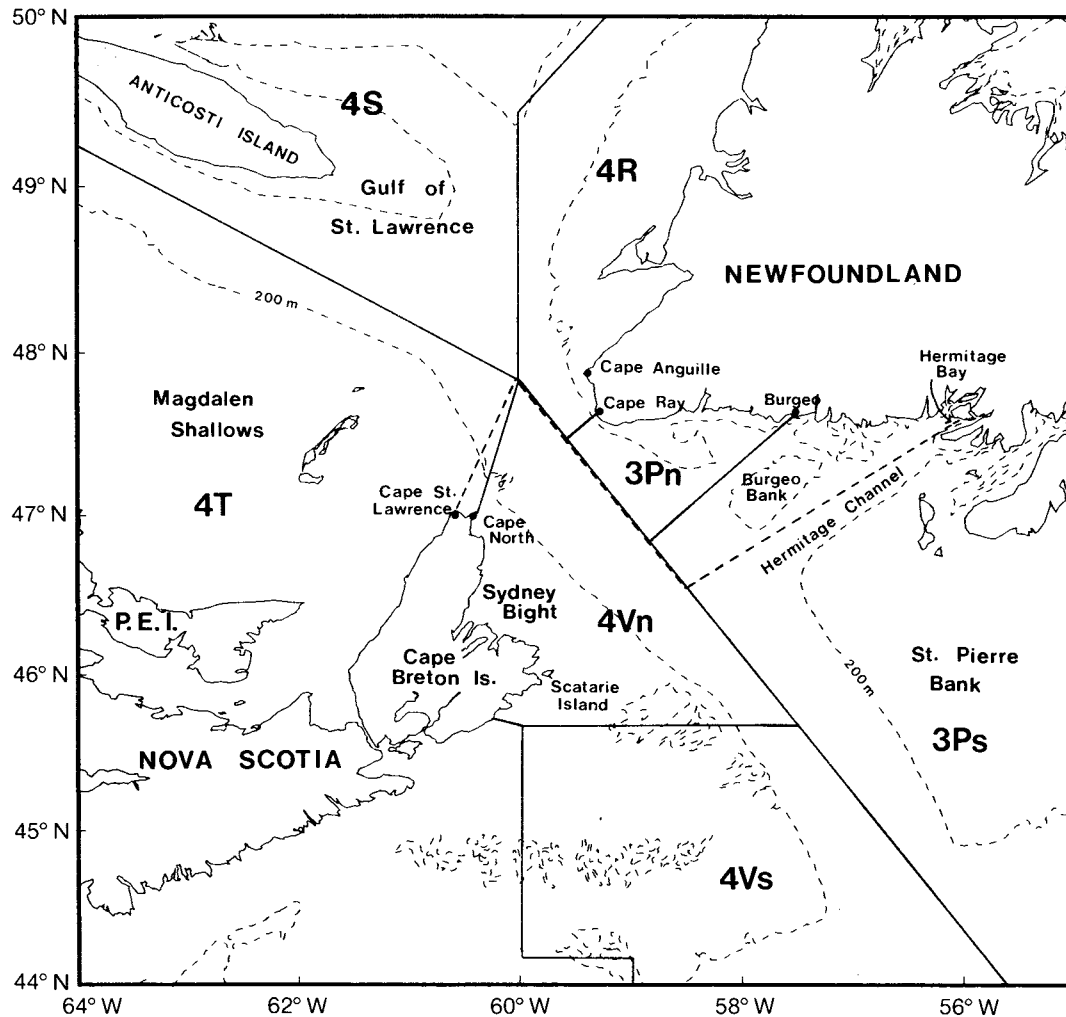 50° N
4S
ANTICOSTI ISLAND
49° N
4R
Gulf of
St. Lawrence
NEWFOUNDLAND
200 m
48° N
Cape Anguille
Hermitage
Bay
Cape Ray
Burgeo
Magdalen
Shallows
3Pn
Burgeo
Bank
Cape St.
Lawrence
4T
47° N
Cape
North
Hermitage Channel
Sydney
Bight
4Vn
P.E.I.
46° N
Cape
Breton Is.
Scatarie
Island
200 m
St. Pierre
Bank
3Ps
NOVA SCOTIA
45° N
4Vs
44° N
64° W
62° W
60° W
58° W
56° W